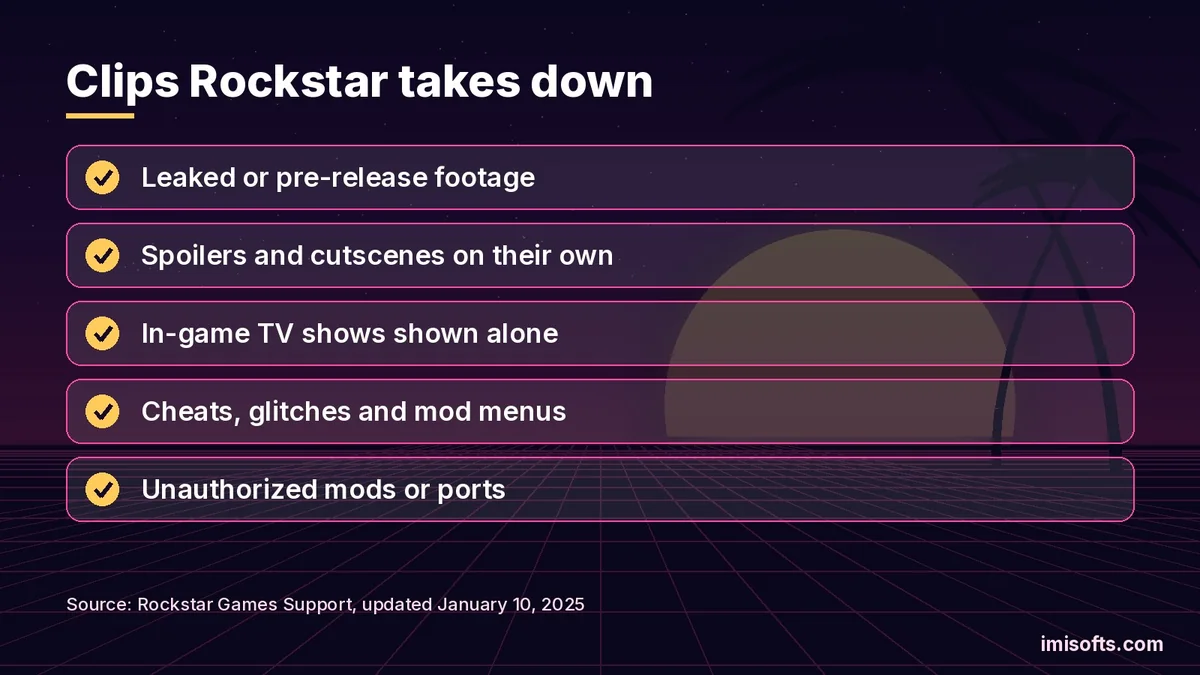 Clips Rockstar takes down
Leaked or pre-release footage
Spoilers and cutscenes on their own
In-game TV shows shown alone
Cheats, glitches and mod menus
Unauthorized mods or ports
Source: Rockstar Games Support, updated January 10, 2025
imisofts.com